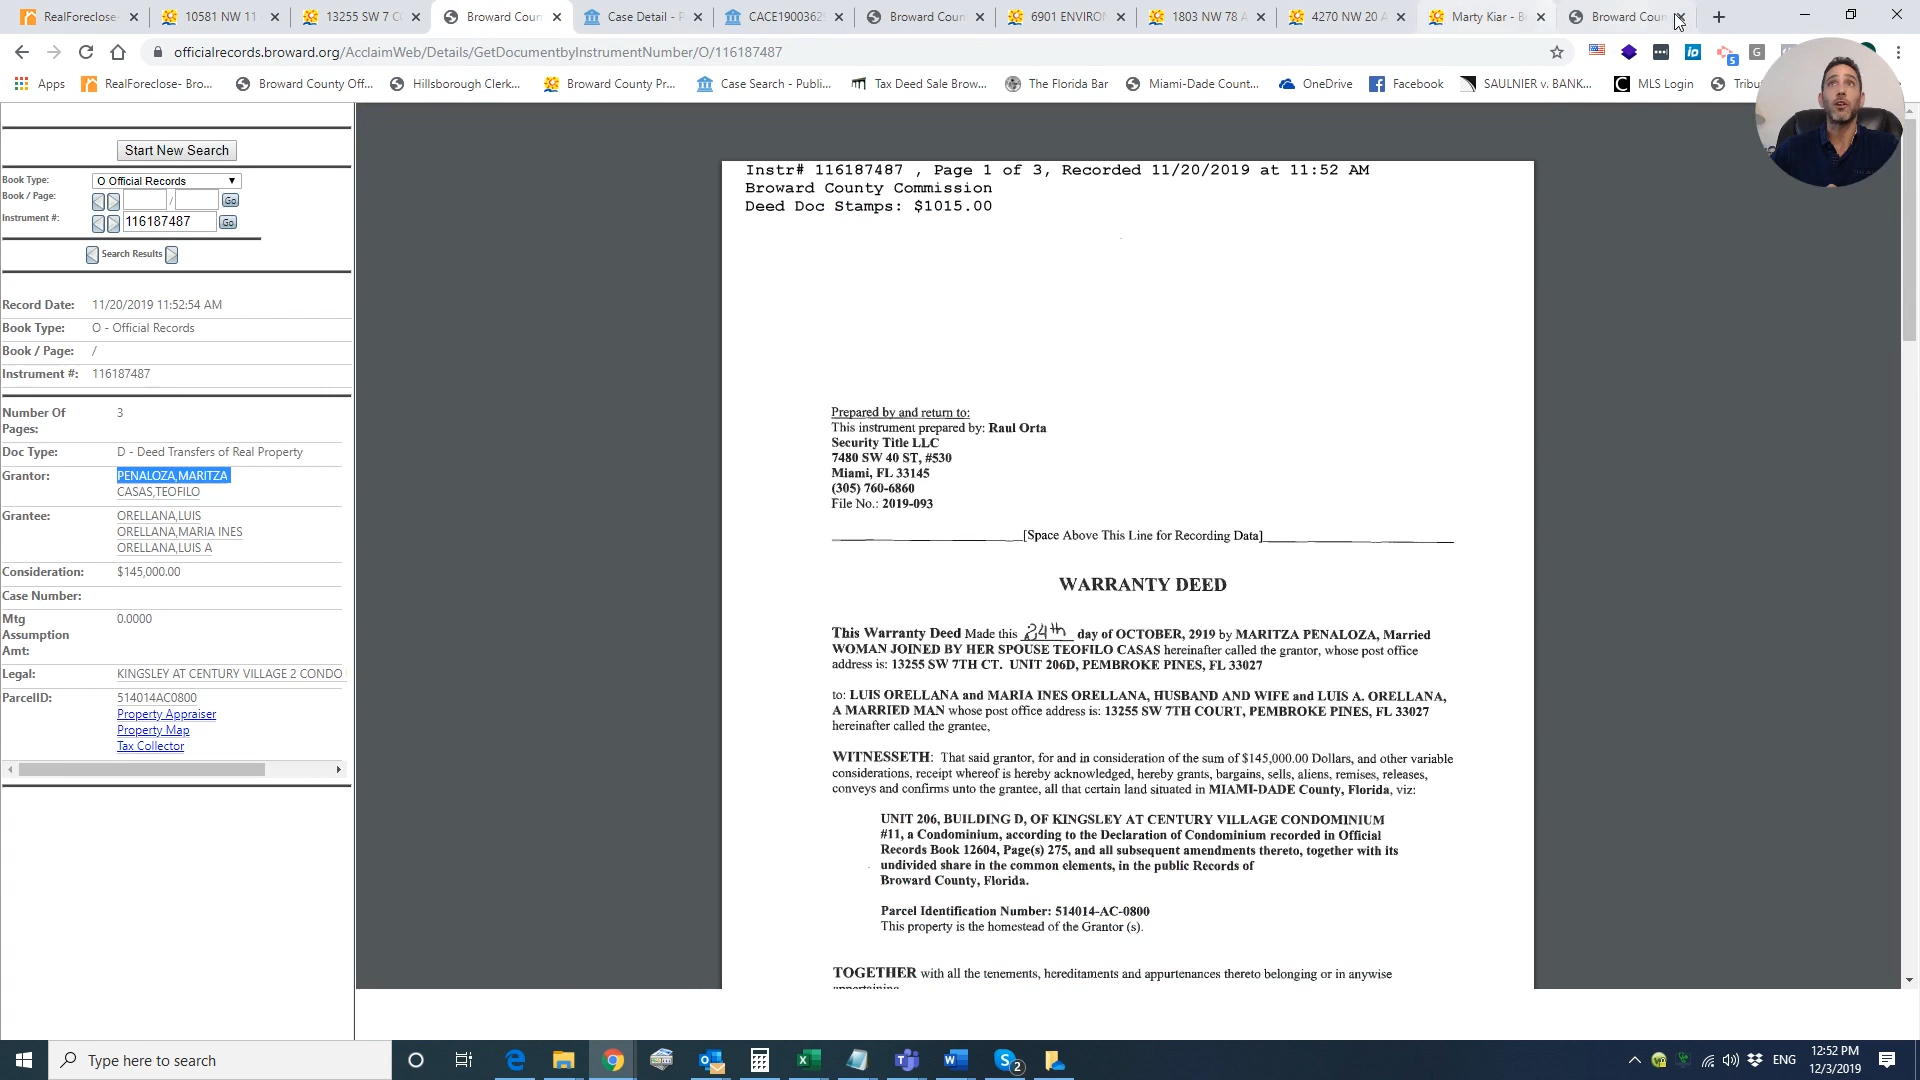 RealForeclose-
10581 NW 11
13255 SW 7 C
Broward Coun
Case Detail - P
CACE1900362
Broward Coun
6901 ENVIRO
1803 NW 78 A
4270 NW 20 A
Marty Kiar - B
Broward Coun
officialrecords.broward.org/AcclaimWeb/Details/GetDocumentbyInstrumentNumber/O/116187487
Apps
RealForeclose- Bro...
Broward County Off...
Hillsborough Clerk...
Broward County Pr...
Case Search - Publi...
Tax Deed Sale Brow...
The Florida Bar
Miami-Dade Count...
OneDrive
Facebook
SAULNIER v. BANK...
MLS Login
Tribu
Start New Search
Book Type: O Official Records
Book / Page: / Go
Instrument #: 116187487 Go
Search Results
Record Date: 11/20/2019 11:52:54 AM
Book Type: O - Official Records
Book / Page: /
Instrument #: 116187487
Number Of Pages: 3
Doc Type: D - Deed Transfers of Real Property
Grantor: PENALOZA,MARITZA
CASAS,TEOFILO
Grantee: ORELLANA,LUIS
ORELLANA,MARIA INES
ORELLANA,LUIS A
Consideration: $145,000.00
Case Number:
Mtg Assumption Amt: 0.0000
Legal: KINGSLEY AT CENTURY VILLAGE 2 CONDO
ParcelID: 514014AC0800
Property Appraiser
Property Map
Tax Collector
Instr# 116187487 , Page 1 of 3, Recorded 11/20/2019 at 11:52 AM
Broward County Commission
Deed Doc Stamps: $1015.00
Prepared by and return to:
This instrument prepared by: Raul Orta
Security Title LLC
7480 SW 40 ST, #530
Miami, FL 33145
(305) 760-6860
File No.: 2019-093
[Space Above This Line for Recording Data]
WARRANTY DEED
This Warranty Deed Made this 24th day of OCTOBER, 2919 by MARITZA PENALOZA, Married
WOMAN JOINED BY HER SPOUSE TEOFILO CASAS hereinafter called the grantor, whose post office
address is: 13255 SW 7TH CT. UNIT 206D, PEMBROKE PINES, FL 33027
to: LUIS ORELLANA and MARIA INES ORELLANA, HUSBAND AND WIFE and LUIS A. ORELLANA,
A MARRIED MAN whose post office address is: 13255 SW 7TH COURT, PEMBROKE PINES, FL 33027
hereinafter called the grantee,
WITNESSETH: That said grantor, for and in consideration of the sum of $145,000.00 Dollars, and other variable
considerations, receipt whereof is hereby acknowledged, hereby grants, bargains, sells, aliens, remises, releases,
conveys and confirms unto the grantee, all that certain land situated in MIAMI-DADE County, Florida, viz:
UNIT 206, BUILDING D, OF KINGSLEY AT CENTURY VILLAGE CONDOMINIUM
#11, a Condominium, according to the Declaration of Condominium recorded in Official
Records Book 12604, Page(s) 275, and all subsequent amendments thereto, together with its
undivided share in the common elements, in the public Records of
Broward County, Florida.
Parcel Identification Number: 514014-AC-0800
This property is the homestead of the Grantor (s).
TOGETHER with all the tenements, hereditaments and appurtenances thereto belonging or in anywise
Type here to search
ENG
12:52 PM
12/3/2019